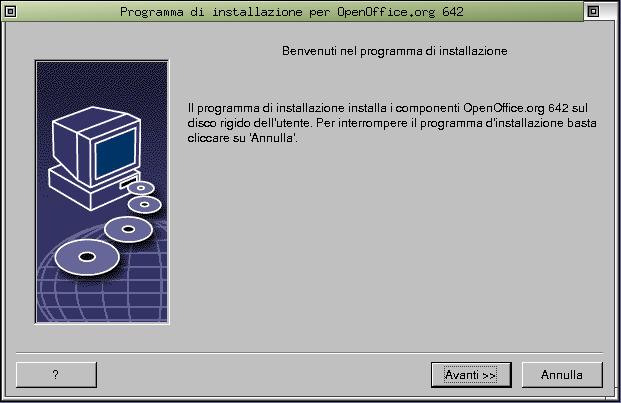 Programma di installazione per OpenOffice.org 642
Benvenuti nel programma di installazione
Il programma di installazione installa i componenti OpenOffice.org 642 sul
disco rigido dell'utente. Per interrompere il programma d'installazione basta
cliccare su 'Annulla'.
?
Avanti >>
Annulla